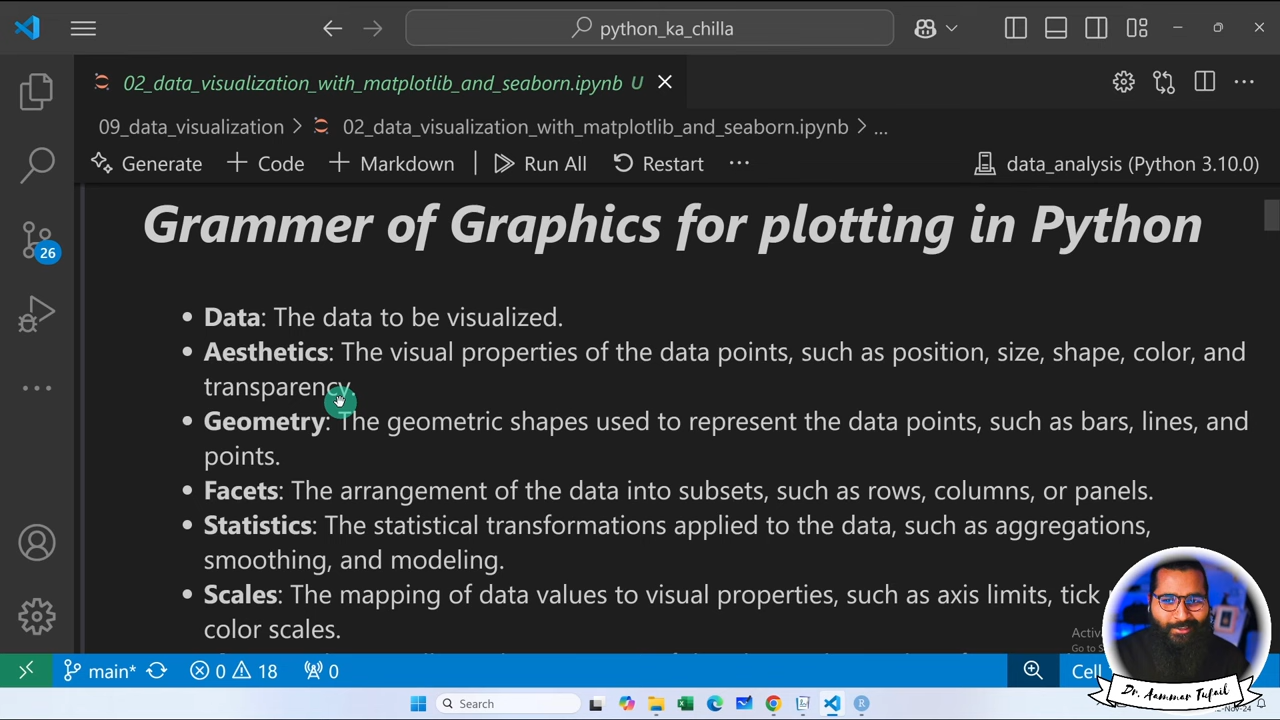 python_ka_chilla
02_data_visualization_with_matplotlib_and_seaborn.ipynb U
09_data_visualization > 02_data_visualization_with_matplotlib_and_seaborn.ipynb > ...
Generate + Code + Markdown Run All Restart ... data_analysis (Python 3.10.0)
Grammer of Graphics for plotting in Python
• Data: The data to be visualized.
• Aesthetics: The visual properties of the data points, such as position, size, shape, color, and
transparency.
• Geometry: The geometric shapes used to represent the data points, such as bars, lines, and
points.
• Facets: The arrangement of the data into subsets, such as rows, columns, or panels.
• Statistics: The statistical transformations applied to the data, such as aggregations,
smoothing, and modeling.
• Scales: The mapping of data values to visual properties, such as axis limits, tick
color scales.
26
Activ
Go to S
main* 0 18 0 Cell
Dr. Aammar Tufail
Search
-Nov-24